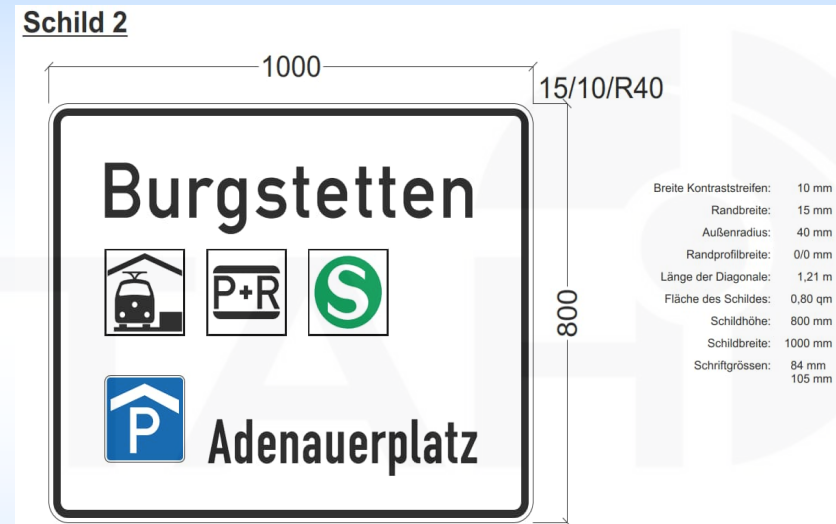 Schild 2
1000
15/10/R40
Burgstetten
P+R
S
800
P
Adenauerplatz
Breite Kontraststreifen: 10 mm
Randbreite: 15 mm
Außenradius: 40 mm
Randprofilbreite: 0/0 mm
Länge der Diagonale: 1,21 m
Fläche des Schildes: 0,80 qm
Schildhöhe: 800 mm
Schildbreite: 1000 mm
Schriftgrössen: 84 mm
105 mm